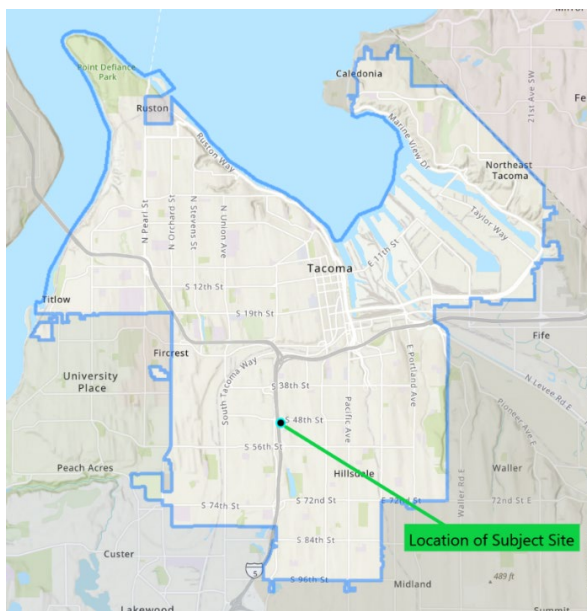 Point Defiance
Park
Ruston
Caledonia
21st Ave SW
Fe
Marine View Dr
Northeast
Tacoma
Ruston Way
N Pearl St
N Orchard St
N Stevens St
N Union Ave
Taylor Way
E 11th St
Tacoma
S 12th St
S 19th St
Titlow
Fircrest
Fife
University
Place
South Tacoma Way
S 38th St
Pacific Ave
E Portland Ave
N Levee Rd E
Pioneer Ave E
S 48th St
S 56th St
Peach Acres
Hillsdale
Waller
Waller Rd E
S 74th St
S 72nd St
E 72nd St
72nd St E
Location of Subject Site
S 84th St
Custer
5
S 96th St
Midland
489 ft
Lakewood
Summit